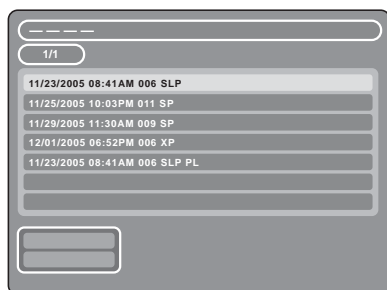 — — — —
1/1
11/23/2005 08:41AM 006 SLP
11/25/2005 10:03PM 011 SP
11/29/2005 11:30AM 009 SP
12/01/2005 06:52PM 006 XP
11/23/2005 08:41AM 006 SLP PL